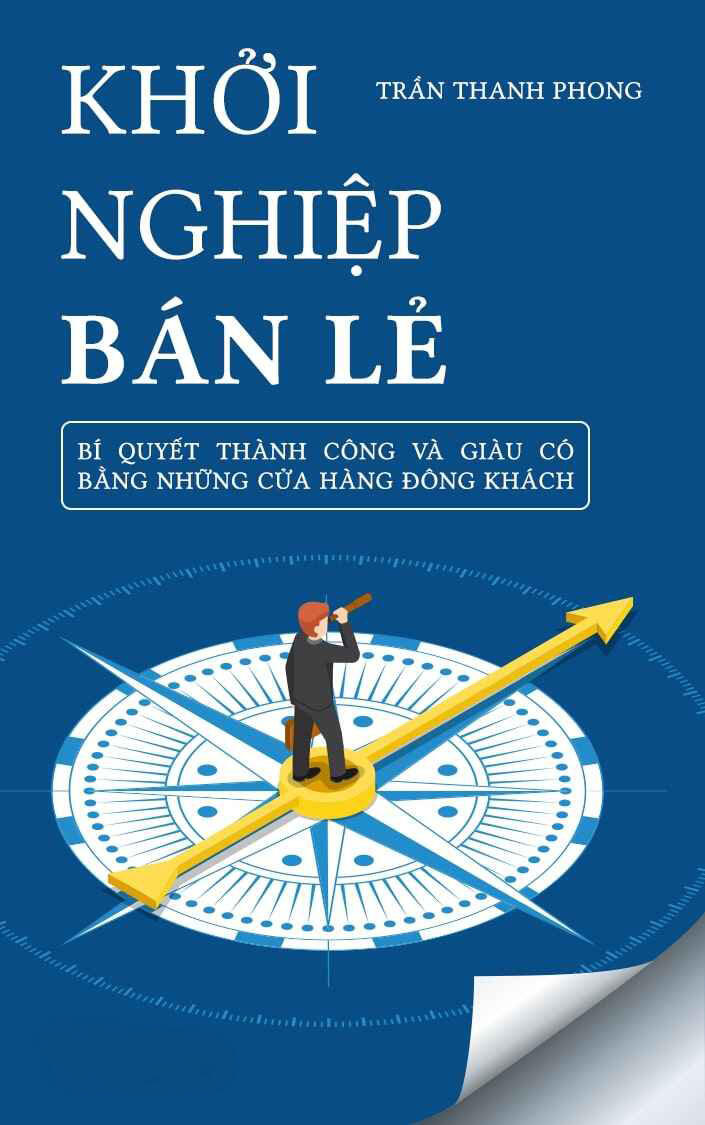 KHỞI
TRẦN THANH PHONG
NGHIỆP
BÁN LẺ
BÍ QUYẾT THÀNH CÔNG VÀ GIÀU CÓ
BẰNG NHỮNG CỬA HÀNG ĐÔNG KHÁCH